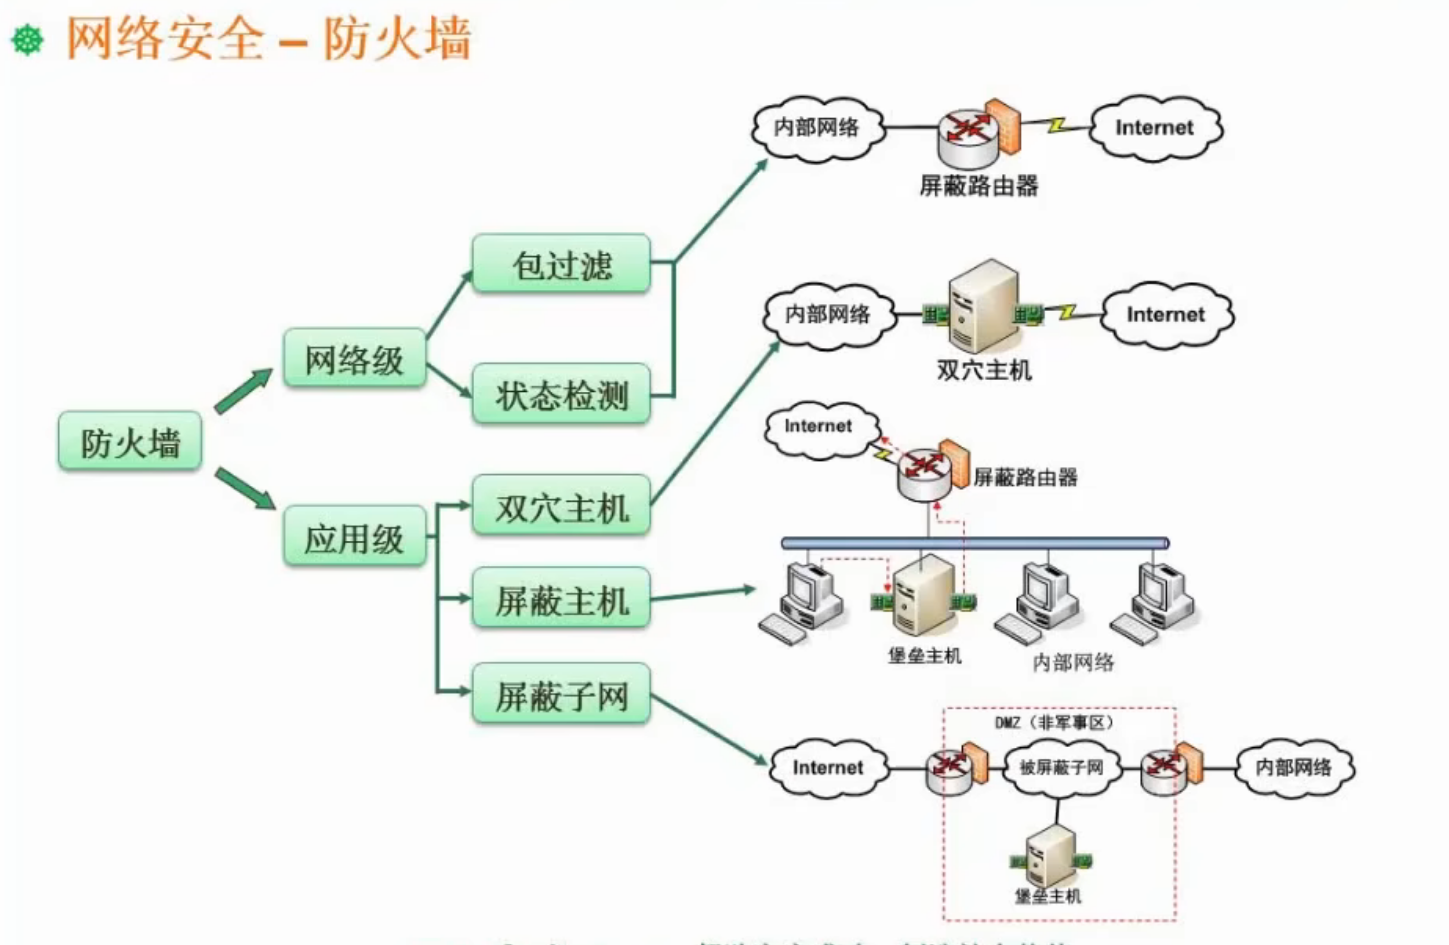 网络安全 – 防火墙
防火墙
网络级
应用级
包过滤
状态检测
双穴主机
屏蔽主机
屏蔽子网
内部网络
Internet
屏蔽路由器
内部网络
Internet
双穴主机
Internet
屏蔽路由器
堡垒主机
内部网络
DMZ（非军事区）
Internet
被屏蔽子网
内部网络
堡垒主机